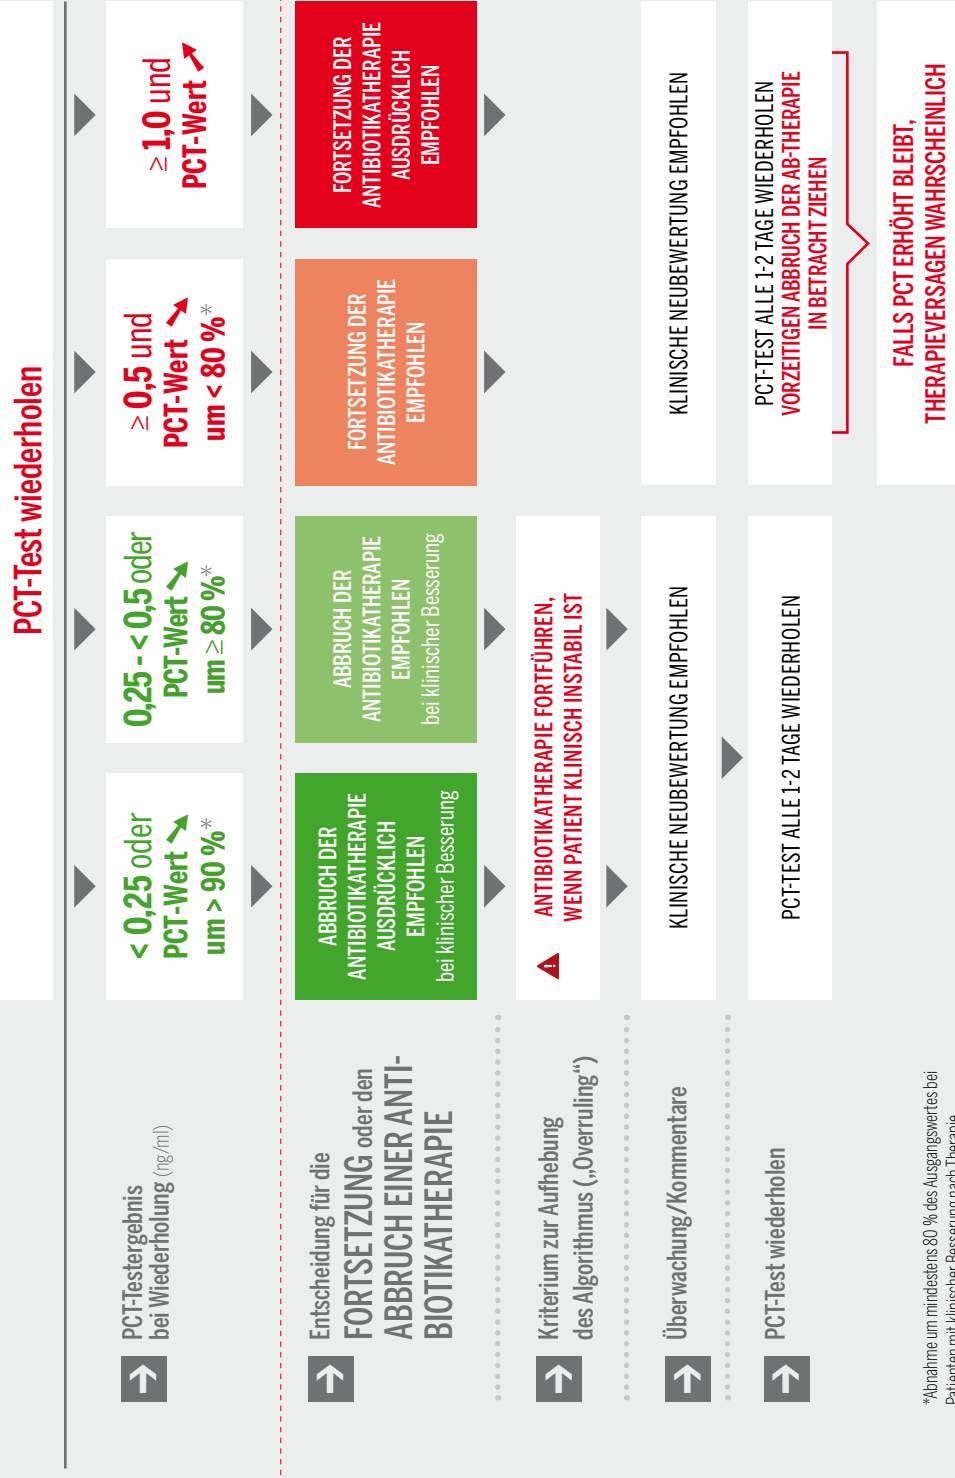 PCT-Test wiederholen
PCT-Testergebnis
bei Wiederholung (ng/ml)
< 0,25 oder
PCT-Wert ↘
um > 90 %*
0,25 - < 0,5 oder
PCT-Wert ↘
um ≥ 80 %*
≥ 0,5 und
PCT-Wert ↘
um < 80 %*
≥ 1,0 und
PCT-Wert ↗
Entscheidung für die
FORTSETZUNG oder den
ABBRUCH EINER ANTI-
BIOTIKATHERAPIE
ABBRUCH DER
ANTIBIOTIKATHERAPIE
AUSDRÜCKLICH
EMPFOHLEN
bei klinischer Besserung
ABBRUCH DER
ANTIBIOTIKATHERAPIE
EMPFOHLEN
bei klinischer Besserung
FORTSETZUNG DER
ANTIBIOTIKATHERAPIE
EMPFOHLEN
FORTSETZUNG DER
ANTIBIOTIKATHERAPIE
AUSDRÜCKLICH
EMPFOHLEN
Kriterium zur Aufhebung
des Algorithmus („Overruling“)
ANTIBIOTIKATHERAPIE FORTFÜHREN,
WENN PATIENT KLINISCH INSTABIL IST
Überwachung/Kommentare
KLINISCHE NEUBEWERTUNG EMPFOHLEN
KLINISCHE NEUBEWERTUNG EMPFOHLEN
PCT-Test wiederholen
PCT-TEST ALLE 1-2 TAGE WIEDERHOLEN
PCT-TEST ALLE 1-2 TAGE WIEDERHOLEN
VORZEITIGEN ABBRUCH DER AB-THERAPIE
IN BETRACHT ZIEHEN
FALLS PCT ERHÖHT BLEIBT,
THERAPIEVERSAGEN WAHRSCHEINLICH
*Abnahme um mindestens 80 % des Ausgangswertes bei
Patienten mit klinischer Besserung nach Therapie